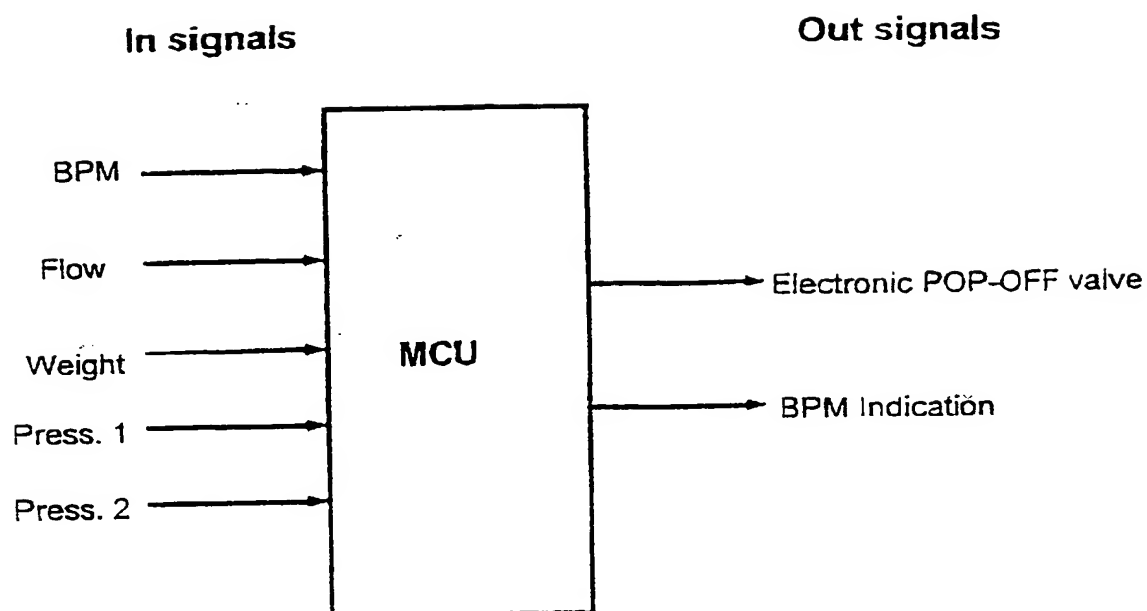 In signals
Out signals
BPM
Flow
Weight
Press. 1
Press. 2
MCU
Electronic POP-OFF valve
BPM Indication